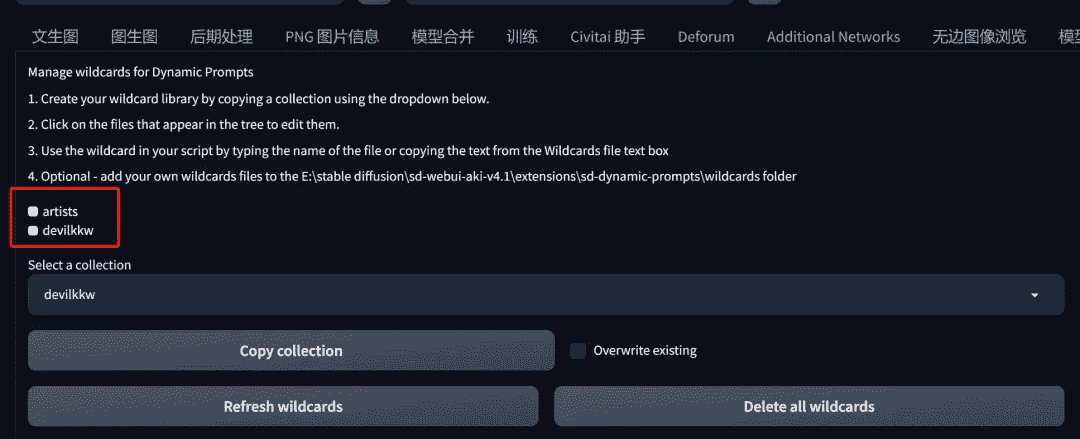 文生图 图生图 后期处理 PNG 图片信息 模型合并 训练 Civitai 助手 Deforum Additional Networks 无边图像浏览
Manage wildcards for Dynamic Prompts
1. Create your wildcard library by copying a collection using the dropdown below.
2. Click on the files that appear in the tree to edit them.
3. Use the wildcard in your script by typing the name of the file or copying the text from the Wildcards file text box
4. Optional - add your own wildcards files to the E:\stable diffusion\sd-webui-aki-v4.1\extensions\sd-dynamic-prompts\wildcards folder
artists
devilkkw
Select a collection
devilkkw
Copy collection Overwrite existing
Refresh wildcards Delete all wildcards